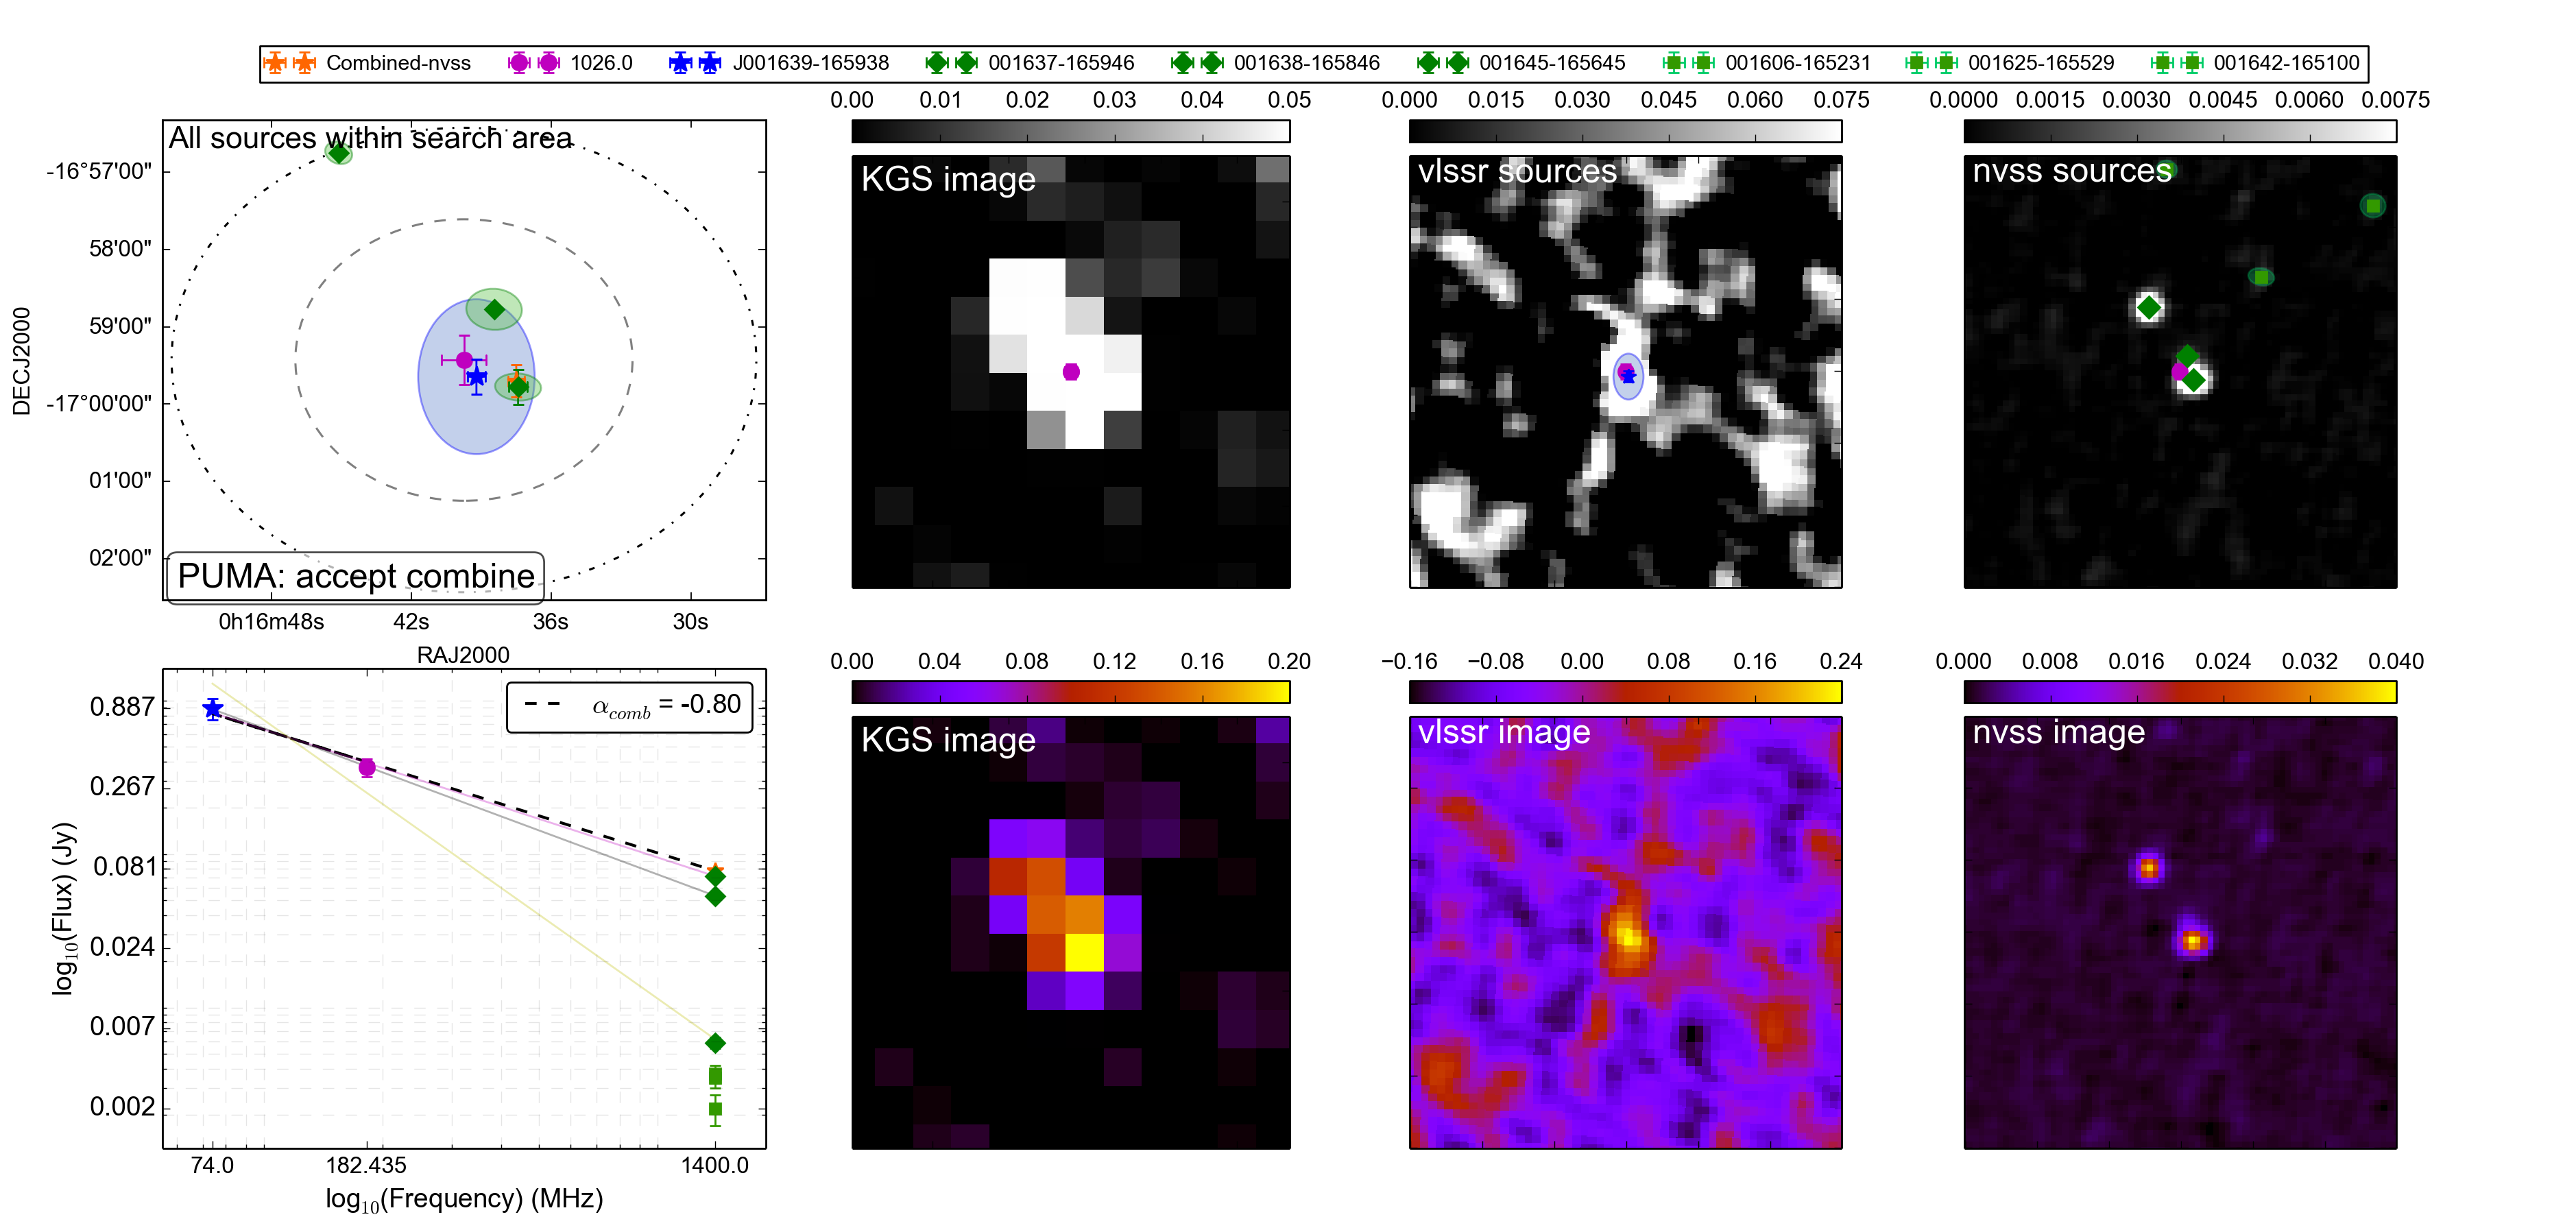 Combined-nvss 1026.0 J001639-165938 001637-165946 001638-165846 001645-165645 001606-165231 001625-165529 001642-165100
0.00 0.01 0.02 0.03 0.04 0.05
0.000 0.015 0.030 0.045 0.060 0.075
0.0000 0.0015 0.0030 0.0045 0.0060 0.0075
All sources within search area
KGS image
vlssr sources
nvss sources
-16°57'00"
58'00"
59'00"
-17°00'00"
01'00"
02'00"
DECJ2000
PUMA: accept combine
0h16m48s 42s 36s 30s
RAJ2000
0.00 0.04 0.08 0.12 0.16 0.20
−0.16 −0.08 0.00 0.08 0.16 0.24
0.000 0.008 0.016 0.024 0.032 0.040
α_comb = -0.80
KGS image
vlssr image
nvss image
0.887
0.267
0.081
0.024
0.007
0.002
log10(Flux) (Jy)
74.0 182.435 1400.0
log10(Frequency) (MHz)